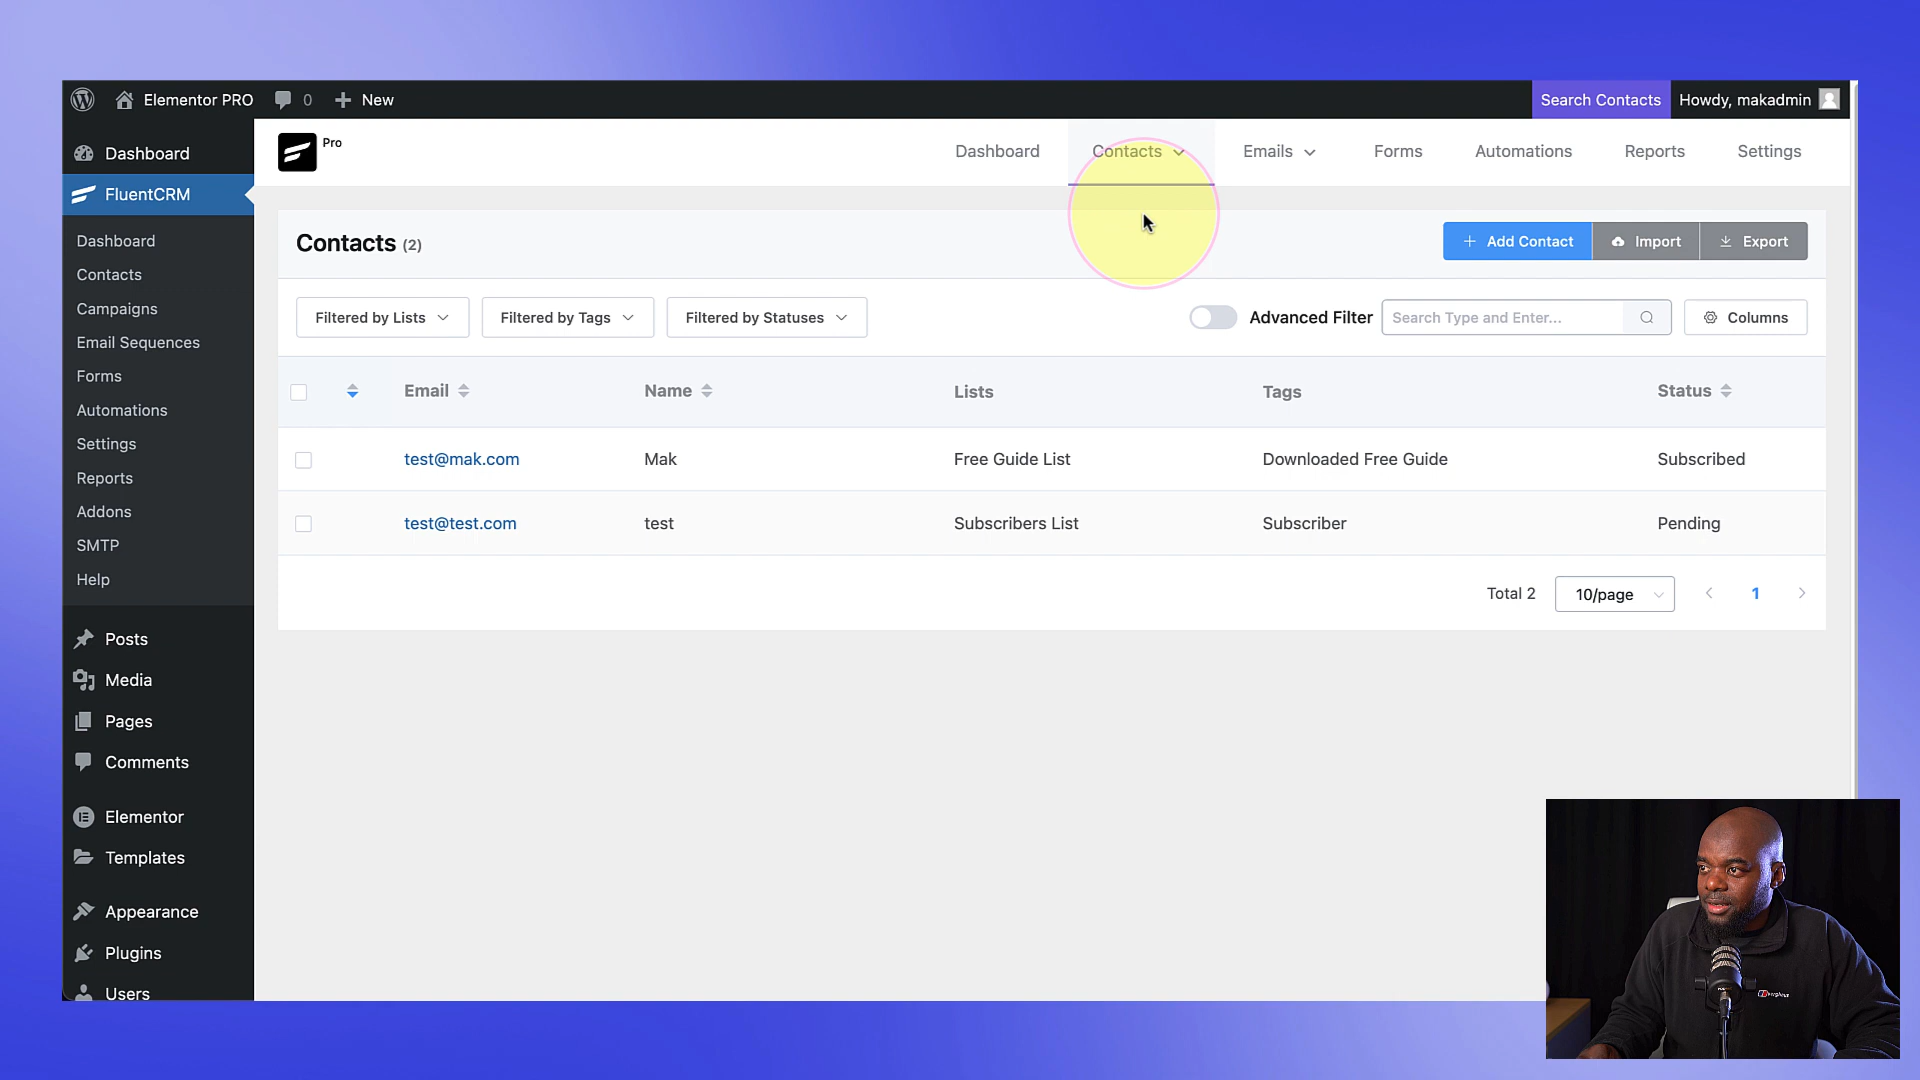 Elementor PRO 0 New Search Contacts Howdy, makadmin
Pro Dashboard Contacts Emails Forms Automations Reports Settings
Dashboard
FluentCRM
Dashboard
Contacts
Campaigns
Email Sequences
Forms
Automations
Settings
Reports
Addons
SMTP
Help
Posts
Media
Pages
Comments
Elementor
Templates
Appearance
Plugins
Users
Contacts (2) Add Contact Import Export
Filtered by Lists Filtered by Tags Filtered by Statuses Advanced Filter Search Type and Enter... Columns
Email Name Lists Tags Status
test@mak.com Mak Free Guide List Downloaded Free Guide Subscribed
test@test.com test Subscribers List Subscriber Pending
Total 2 10/page 1